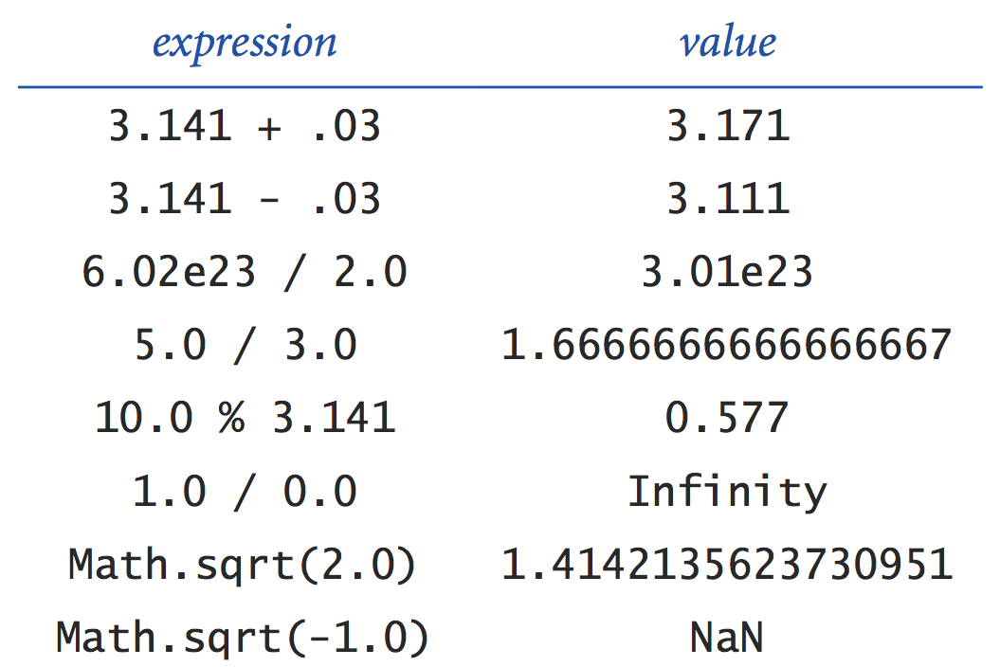 expression value
3.141 + .03 3.171
3.141 - .03 3.111
6.02e23 / 2.0 3.01e23
5.0 / 3.0 1.6666666666666667
10.0 % 3.141 0.577
1.0 / 0.0 Infinity
Math.sqrt(2.0) 1.4142135623730951
Math.sqrt(-1.0) NaN